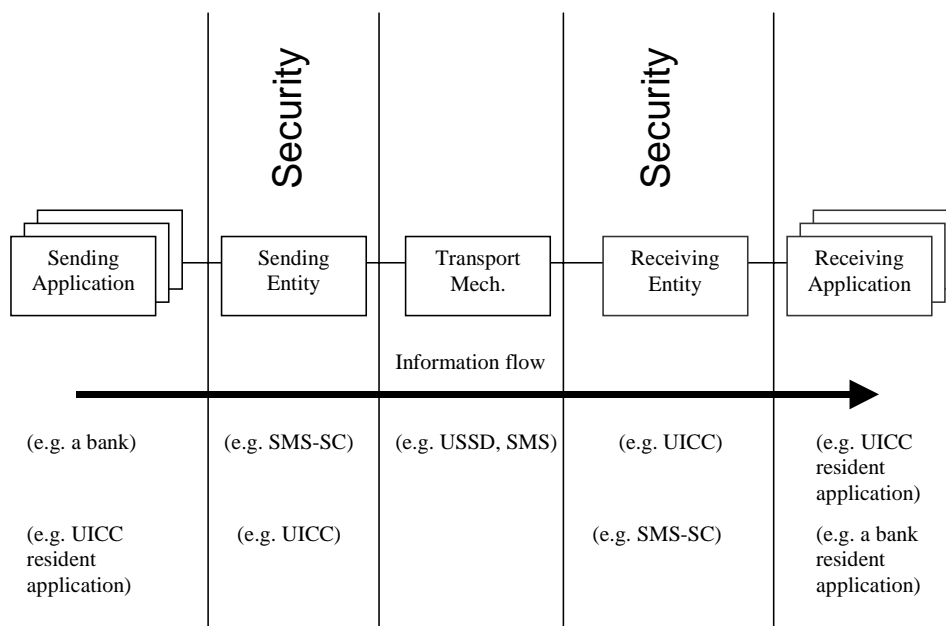 Security
Security
Sending
Application
Sending
Entity
Transport
Mech.
Receiving
Entity
Receiving
Application
Information flow
(e.g. a bank)
(e.g. SMS-SC)
(e.g. USSD, SMS)
(e.g. UICC)
(e.g. UICC
resident
application)
(e.g. UICC
resident
application)
(e.g. UICC)
(e.g. SMS-SC)
(e.g. a bank
resident
application)